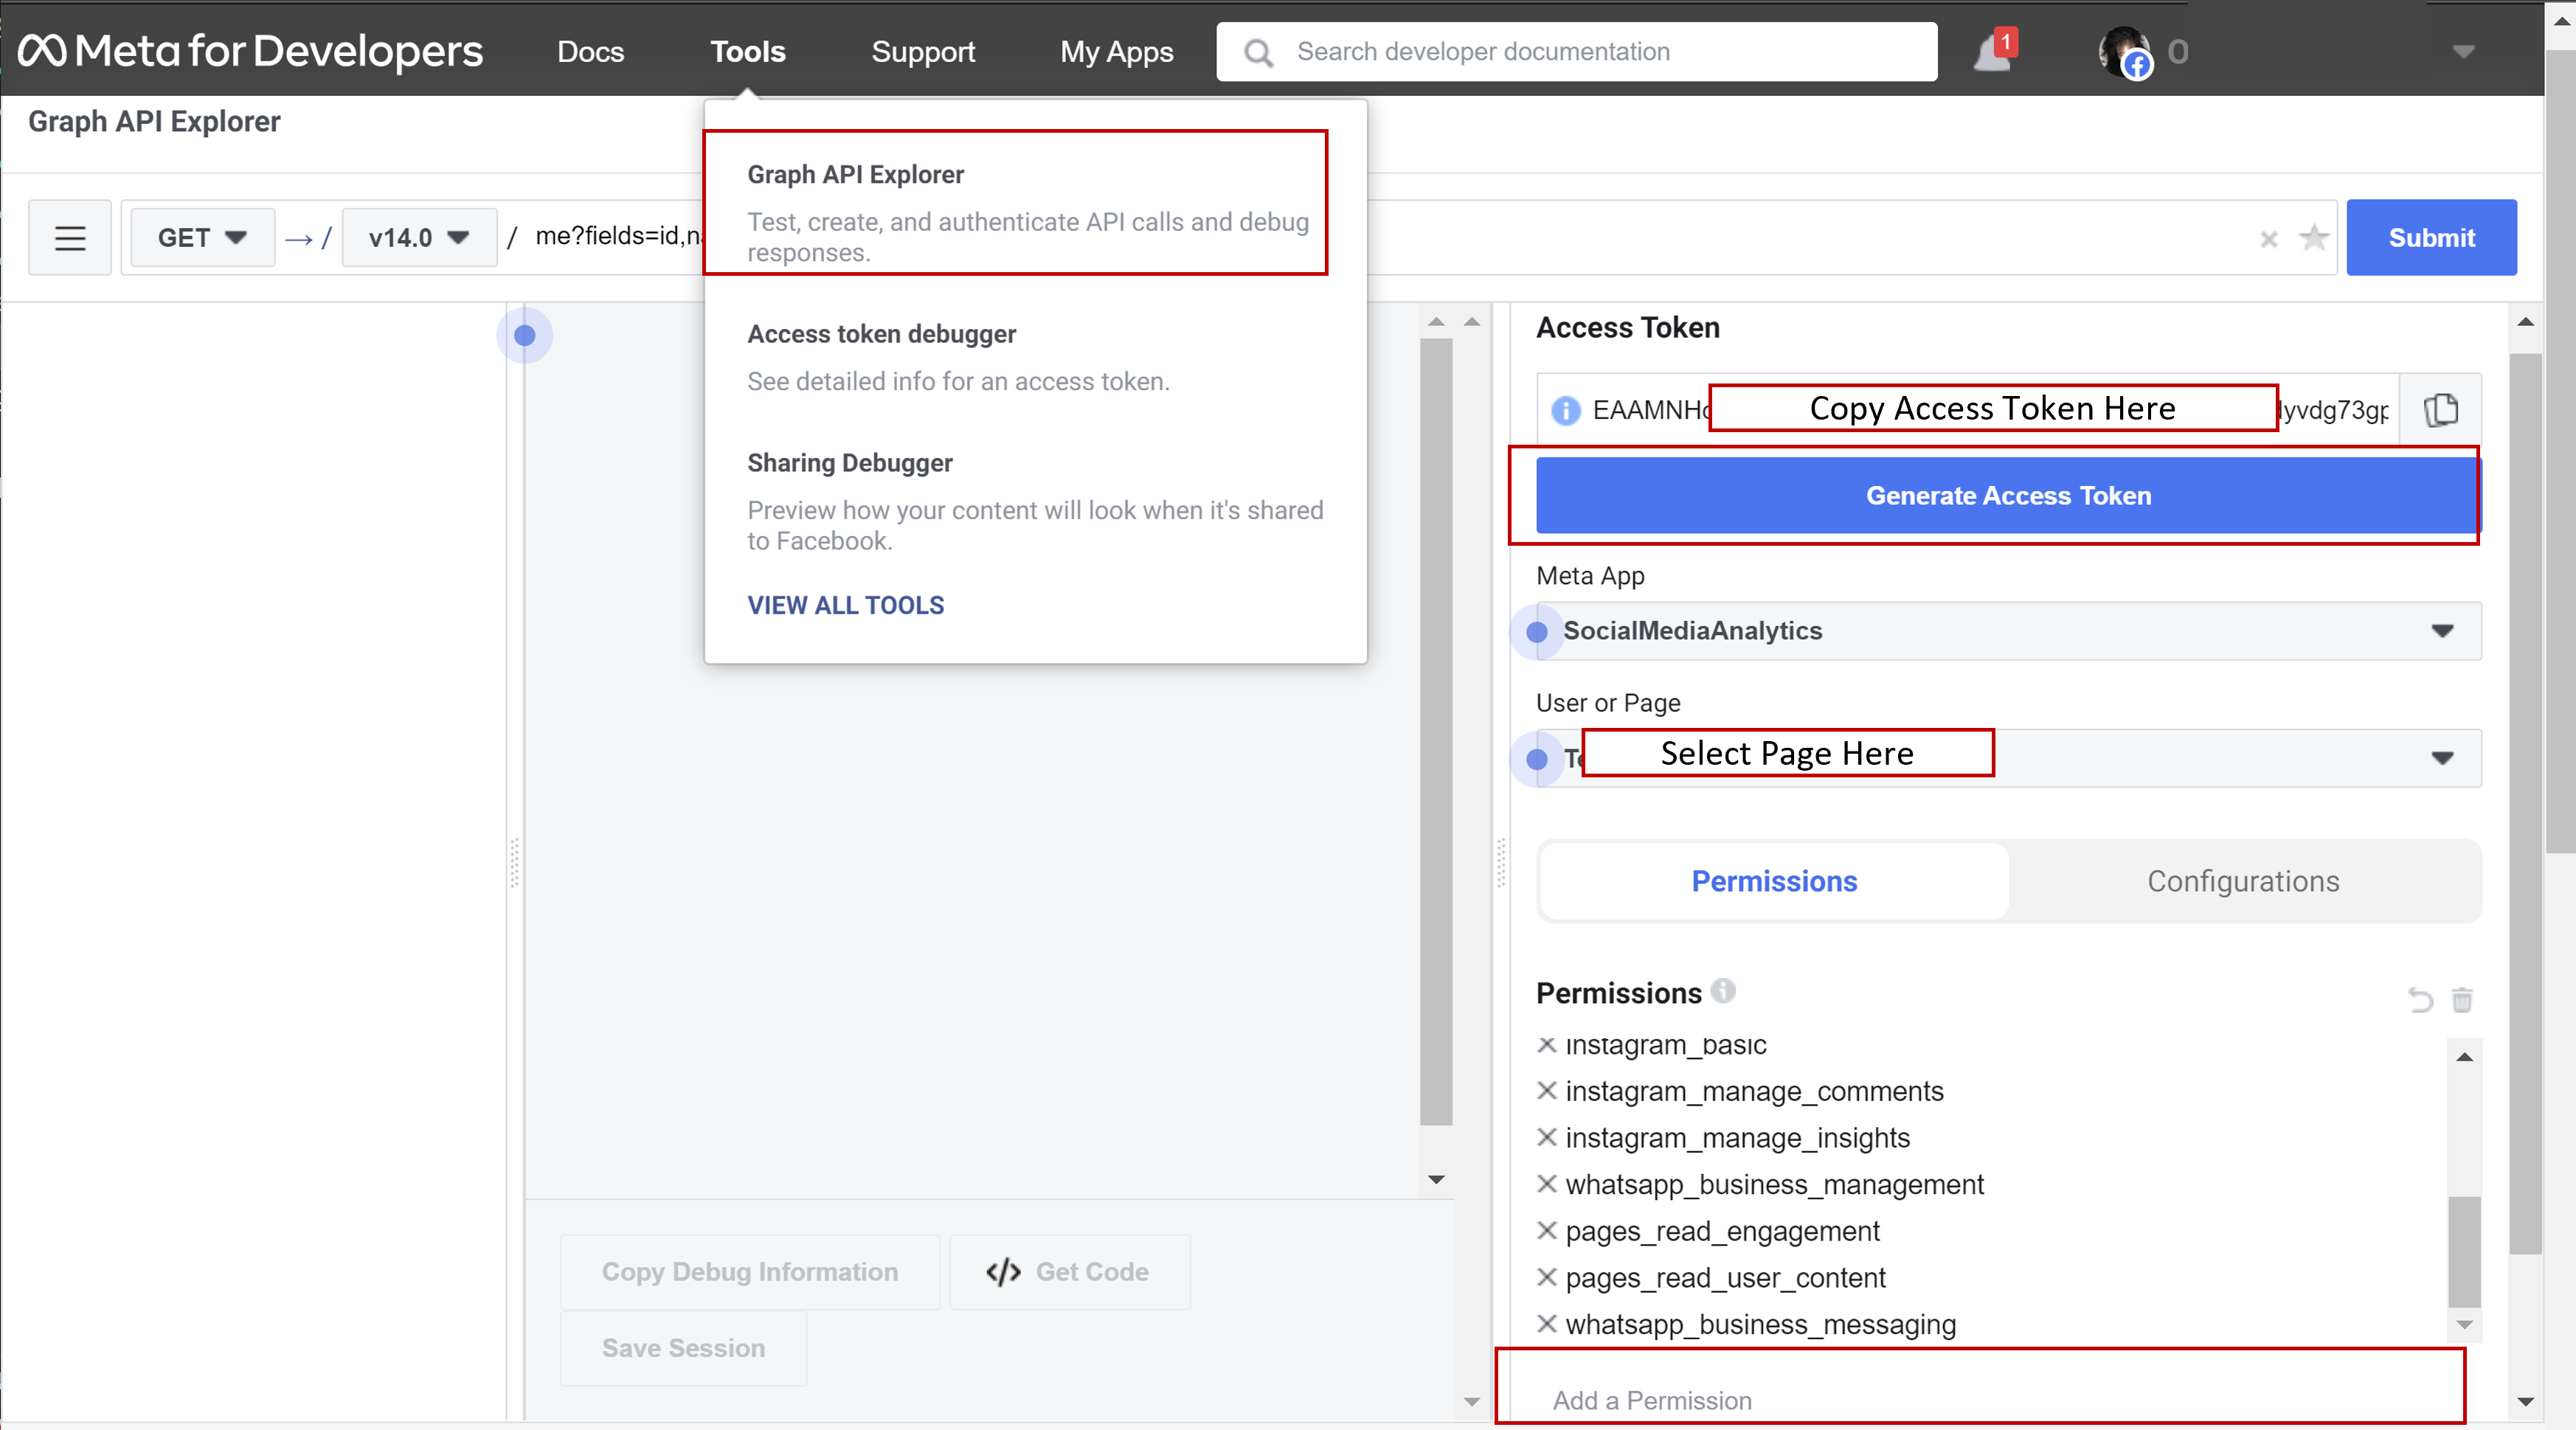 Meta for Developers
Docs
Tools
Support
My Apps
Search developer documentation
1
Graph API Explorer
GET
→ /
v14.0
/
me?fields=id,n
Submit
Graph API Explorer
Test, create, and authenticate API calls and debug
responses.
Access token debugger
See detailed info for an access token.
Sharing Debugger
Preview how your content will look when it's shared
to Facebook.
VIEW ALL TOOLS
Copy Debug Information
</> Get Code
Save Session
Access Token
EAAMNH
Copy Access Token Here
yvdg73gp
Generate Access Token
Meta App
SocialMediaAnalytics
User or Page
Select Page Here
Permissions
Configurations
Permissions
instagram_basic
instagram_manage_comments
instagram_manage_insights
whatsapp_business_management
pages_read_engagement
pages_read_user_content
whatsapp_business_messaging
Add a Permission